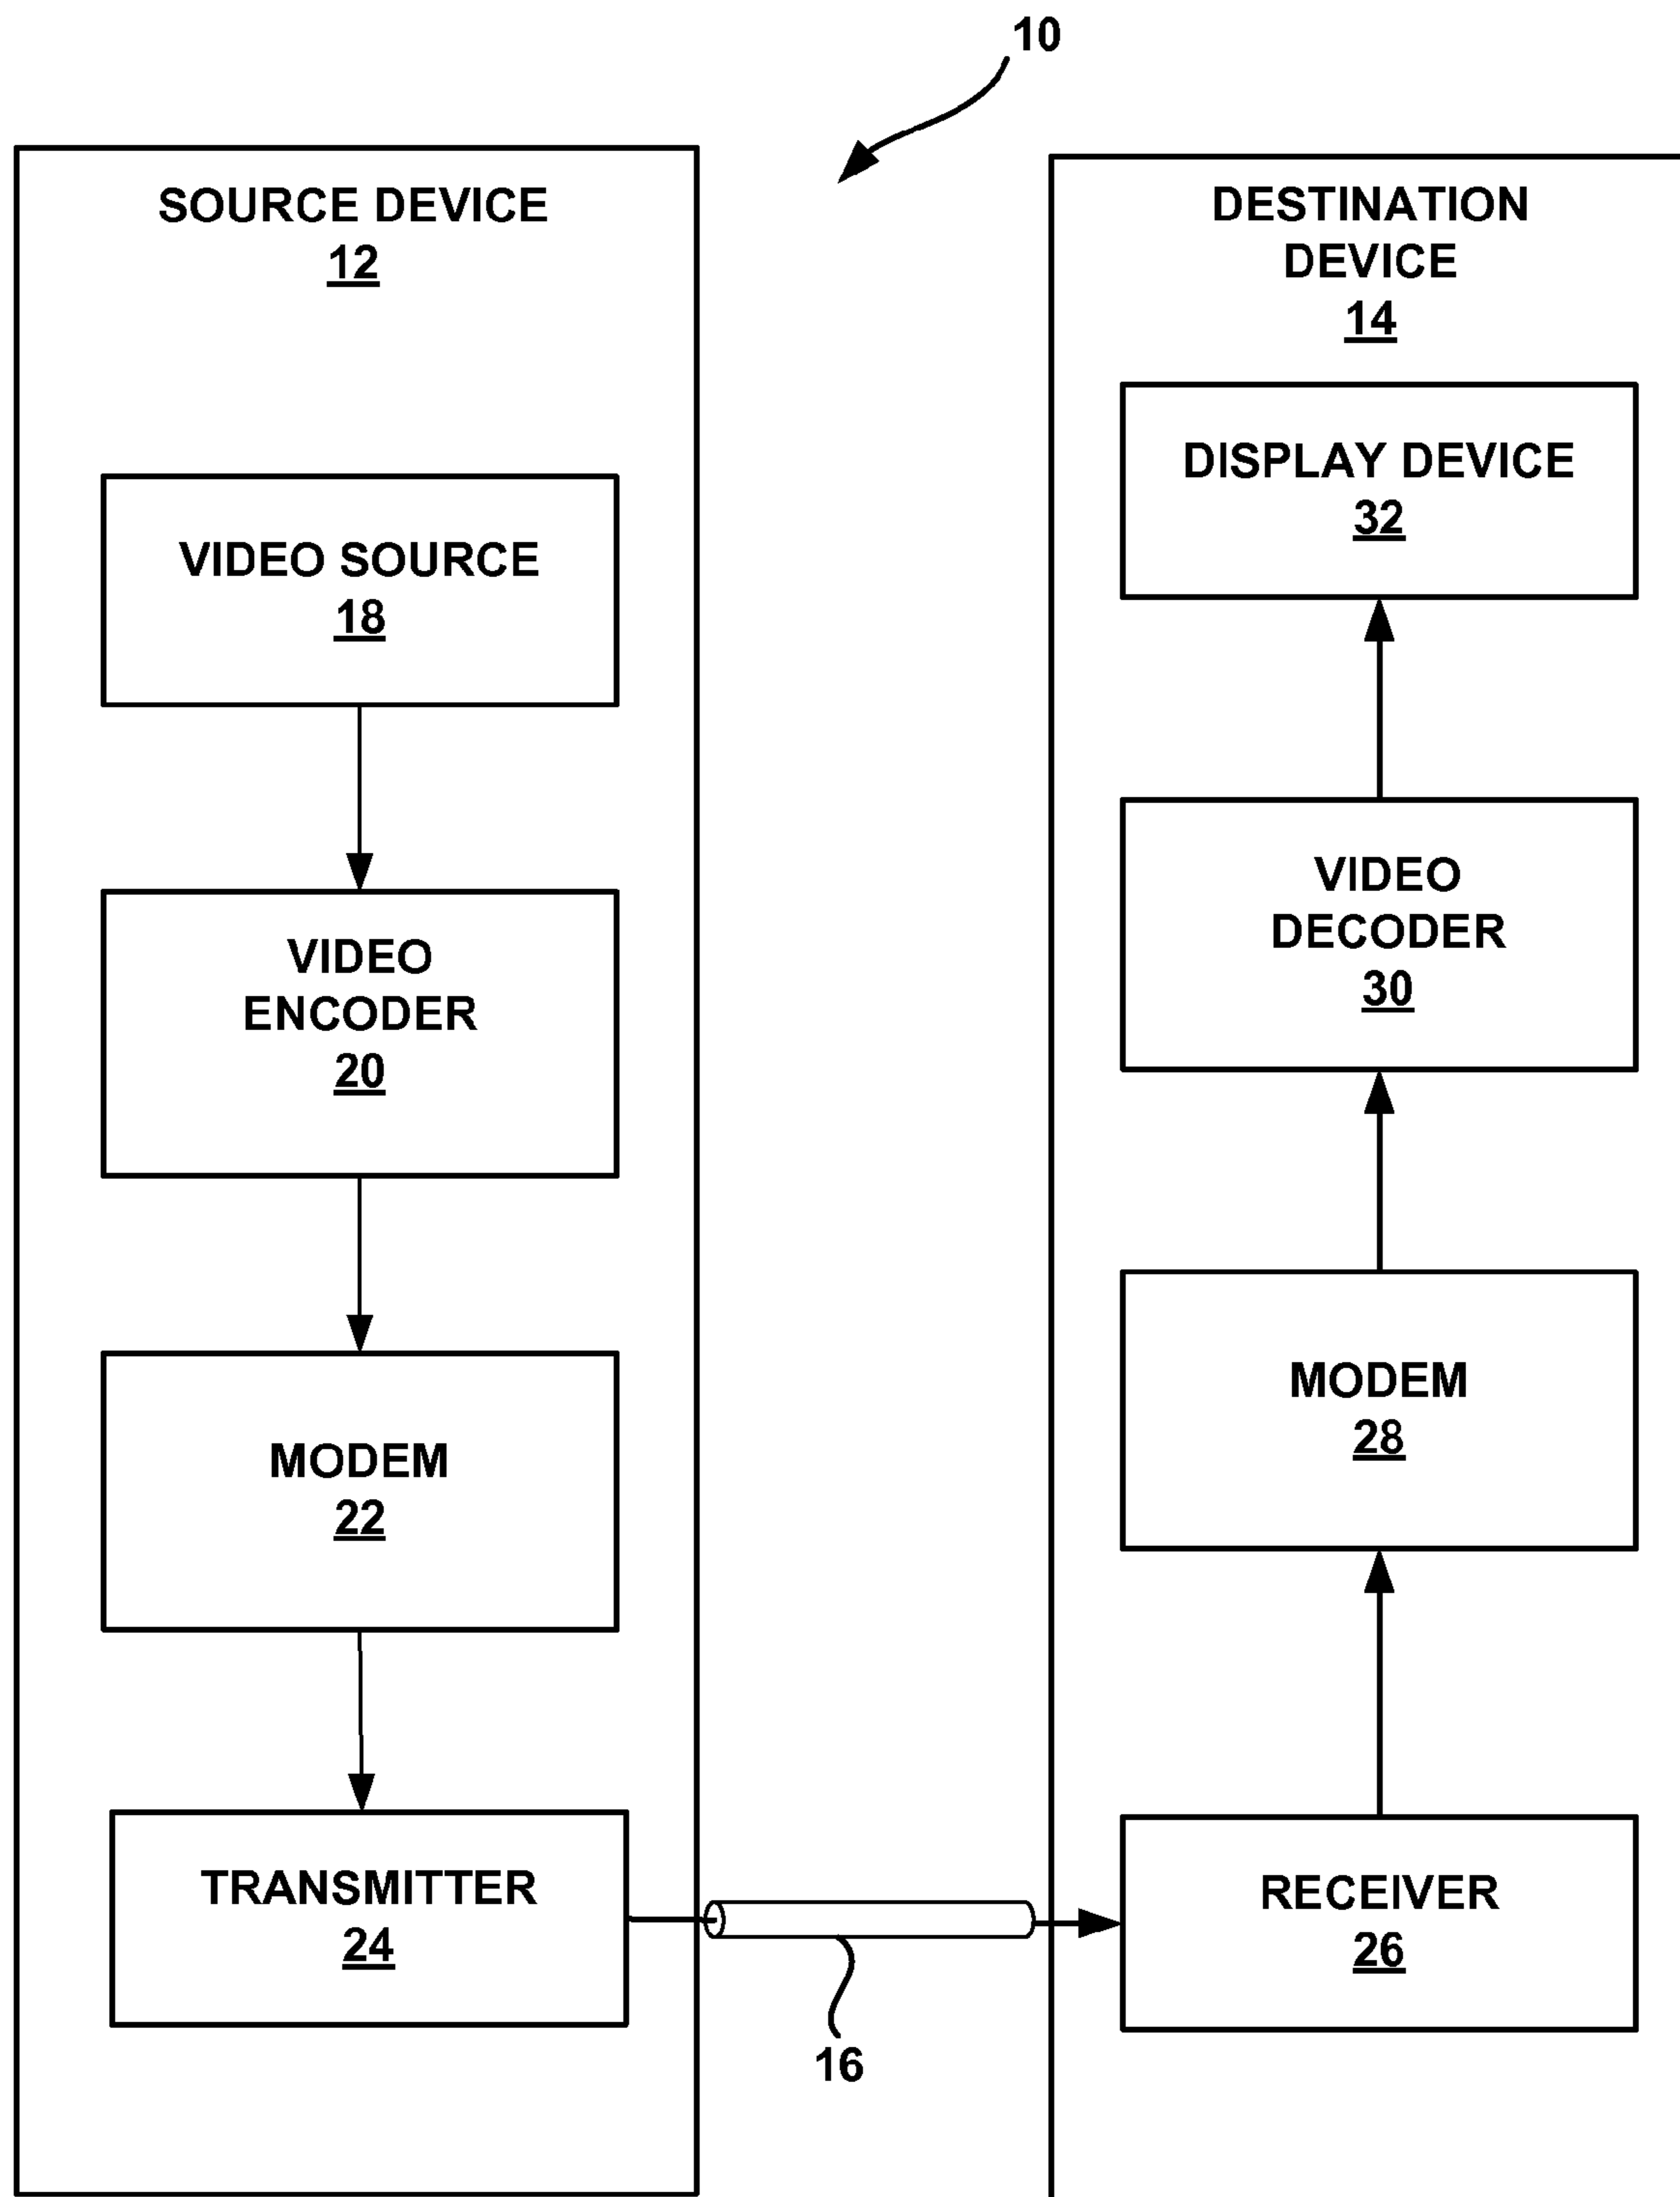 10
SOURCE DEVICE
12
VIDEO SOURCE
18
VIDEO
ENCODER
20
MODEM
22
TRANSMITTER
24
16
DESTINATION
DEVICE
14
DISPLAY DEVICE
32
VIDEO
DECODER
30
MODEM
28
RECEIVER
26